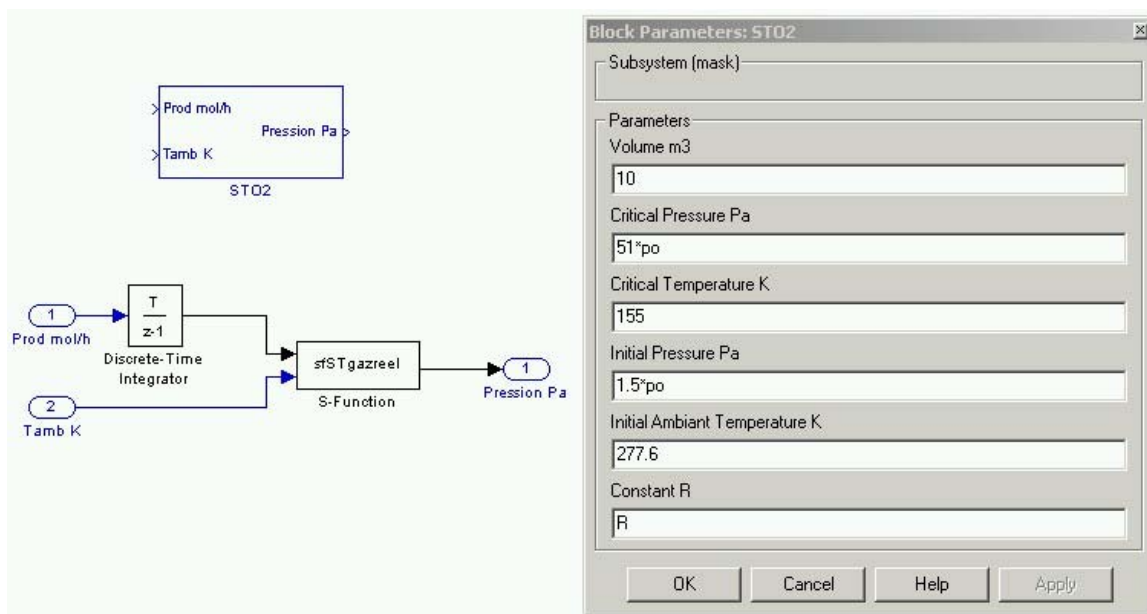 Prod mol/h
Pression Pa
Tamb K
STO2
1
Prod mol/h
T
z-1
Discrete-Time
Integrator
sfSTgazreel
S-Function
1
Pression Pa
2
Tamb K
Block Parameters: STO2
Subsystem (mask)
Parameters
Volume m3
10
Critical Pressure Pa
51*po
Critical Temperature K
155
Initial Pressure Pa
1.5*po
Initial Ambiant Temperature K
277.6
Constant R
R
OK
Cancel
Help
Apply